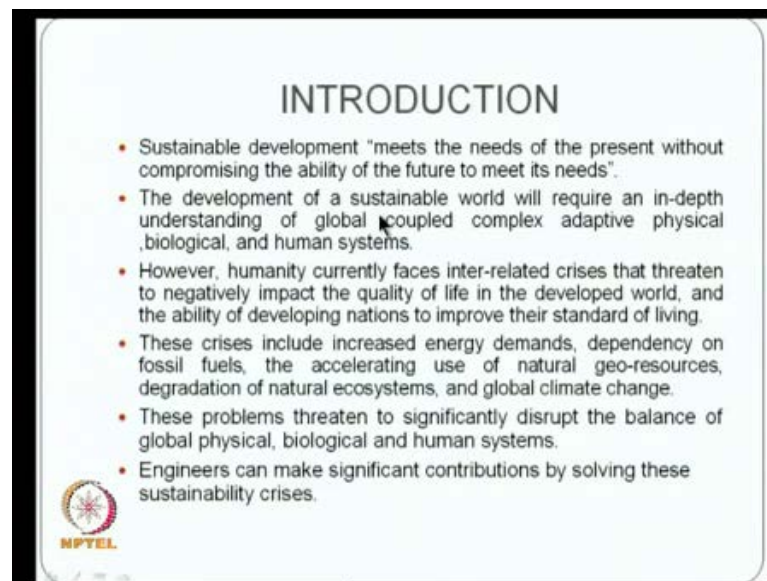 INTRODUCTION
• Sustainable development “meets the needs of the present without
compromising the ability of the future to meet its needs”.
• The development of a sustainable world will require an in-depth
understanding of global coupled complex adaptive physical
,biological, and human systems.
• However, humanity currently faces inter-related crises that threaten
to negatively impact the quality of life in the developed world, and
the ability of developing nations to improve their standard of living.
• These crises include increased energy demands, dependency on
fossil fuels, the accelerating use of natural geo-resources,
degradation of natural ecosystems, and global climate change.
• These problems threaten to significantly disrupt the balance of
global physical, biological and human systems.
• Engineers can make significant contributions by solving these
sustainability crises.
NPTEL